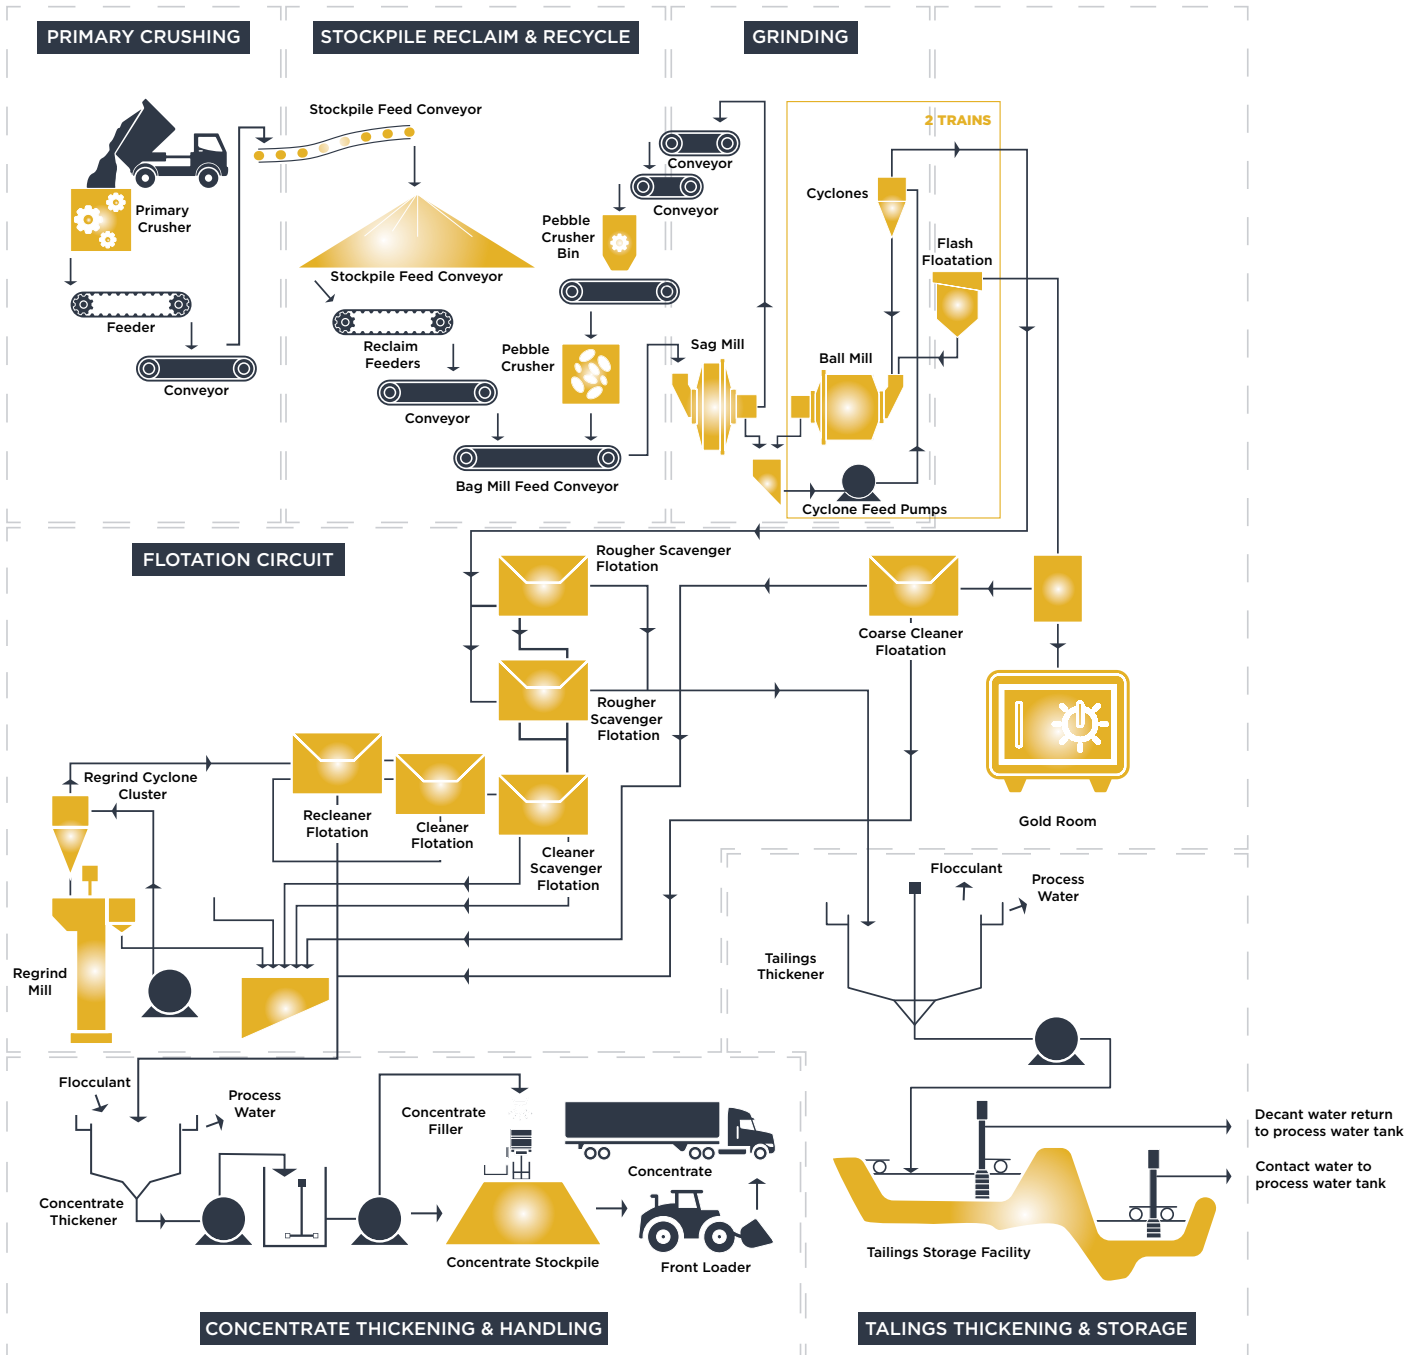 PRIMARY CRUSHING
STOCKPILE RECLAIM & RECYCLE
GRINDING
Stockpile Feed Conveyor
2 TRAINS
Primary
Crusher
Feeder
Conveyor
Stockpile Feed Conveyor
Reclaim
Feeders
Conveyor
Conveyor
Conveyor
Pebble
Crusher
Bin
Pebble
Crusher
Bag Mill Feed Conveyor
Sag Mill
Ball Mill
Cyclones
Flash
Floatation
Cyclone Feed Pumps
FLOTATION CIRCUIT
Rougher Scavenger
Flotation
Coarse Cleaner
Floatation
Rougher
Scavenger
Flotation
Gold Room
Regrind Cyclone
Cluster
Recleaner
Flotation
Cleaner
Flotation
Cleaner
Scavenger
Flotation
Regrind
Mill
Flocculant
Process
Water
Tailings
Thickener
Flocculant
Process
Water
Concentrate
Thickener
Concentrate
Filler
Concentrate
Concentrate Stockpile
Front Loader
Decant water return
to process water tank
Contact water to
process water tank
Tailings Storage Facility
CONCENTRATE THICKENING & HANDLING
TALINGS THICKENING & STORAGE